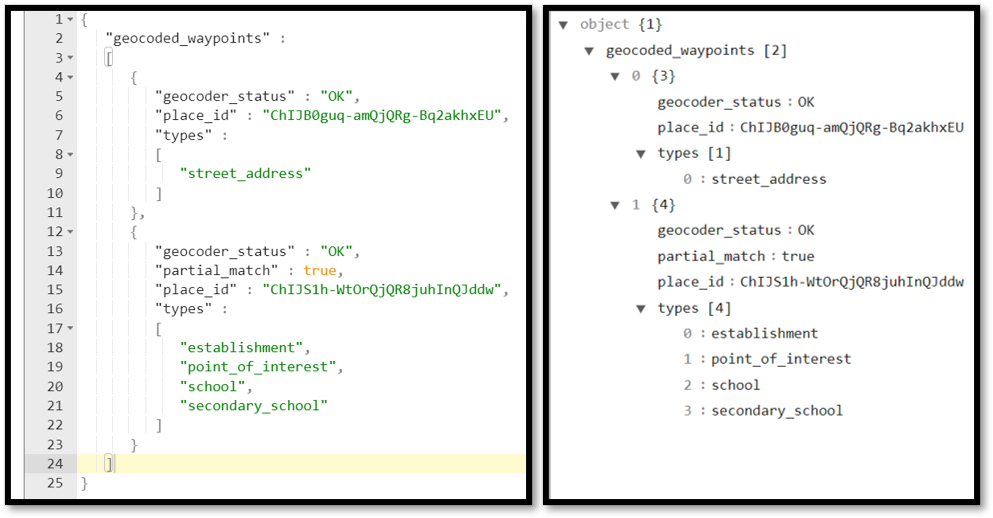 1 {
2 "geocoded_waypoints" :
3 [
4 {
5 "geocoder_status" : "OK",
6 "place_id" : "ChIJB0guq-amQjQRg-Bq2akhxEU",
7 "types" :
8 [
9 "street_address"
10 ]
11 },
12 {
13 "geocoder_status" : "OK",
14 "partial_match" : true,
15 "place_id" : "ChIJS1h-WtOrQjQR8juhInQJddw",
16 "types" :
17 [
18 "establishment",
19 "point_of_interest",
20 "school",
21 "secondary_school"
22 ]
23 }
24 ]
25 }
object {1}
geocoded_waypoints [2]
0 {3}
geocoder_status : OK
place_id : ChIJB0guq-amQjQRg-Bq2akhxEU
types [1]
0 : street_address
1 {4}
geocoder_status : OK
partial_match : true
place_id : ChIJS1h-WtOrQjQR8juhInQJddw
types [4]
0 : establishment
1 : point_of_interest
2 : school
3 : secondary_school